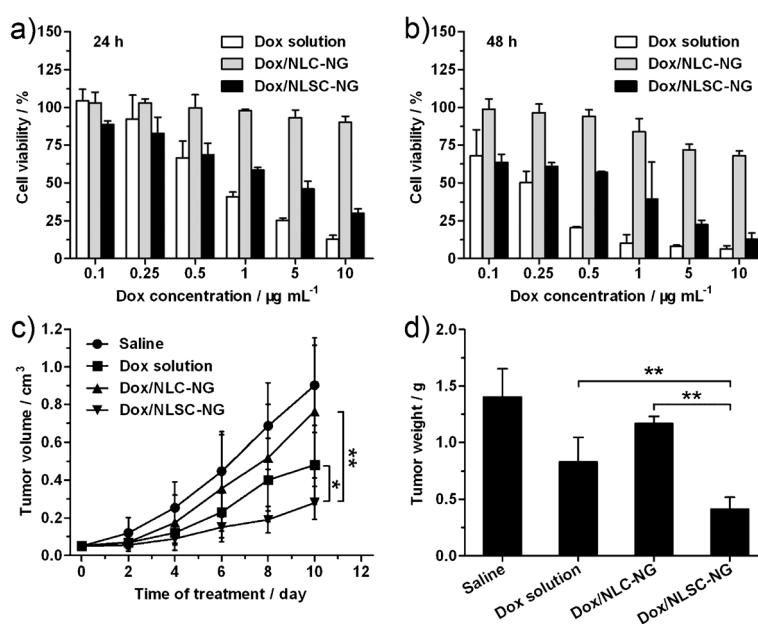 a)
24 h
Dox solution
Dox/NLC-NG
Dox/NLSC-NG
Cell viability / %
150
125
100
75
50
25
0
0.1 0.25 0.5 1 5 10
Dox concentration / µg mL⁻¹
b)
48 h
Dox solution
Dox/NLC-NG
Dox/NLSC-NG
Cell viability / %
150
125
100
75
50
25
0
0.1 0.25 0.5 1 5 10
Dox concentration / µg mL⁻¹
c)
Saline
Dox solution
Dox/NLC-NG
Dox/NLSC-NG
Tumor volume / cm³
1.2
1.0
0.8
0.6
0.4
0.2
0.0
**
*
0 2 4 6 8 10 12
Time of treatment / day
d)
**
**
Tumor weight / g
2.0
1.5
1.0
0.5
0.0
Saline
Dox solution
Dox/NLC-NG
Dox/NLSC-NG